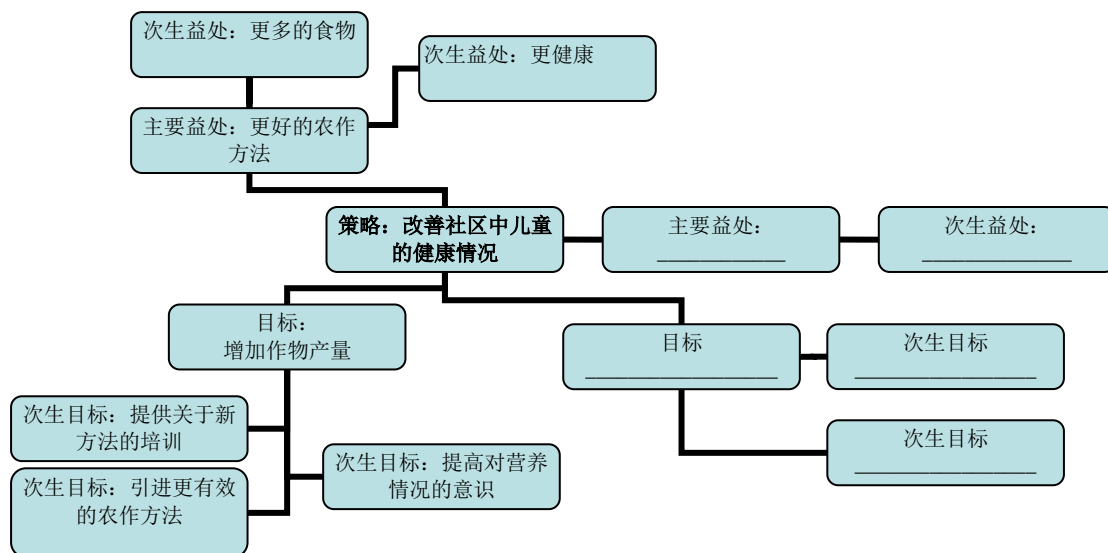 次生益处：更多的食物
次生益处：更健康
主要益处：更好的农作
方法
策略：改善社区中儿童
的健康情况
主要益处：
____________
次生益处：
______________
目标：
增加作物产量
目标
__________________
次生目标
_________________
次生目标：提供关于新
方法的培训
次生目标：提高对营养
情况的意识
次生目标
_________________
次生目标：引进更有效
的农作方法